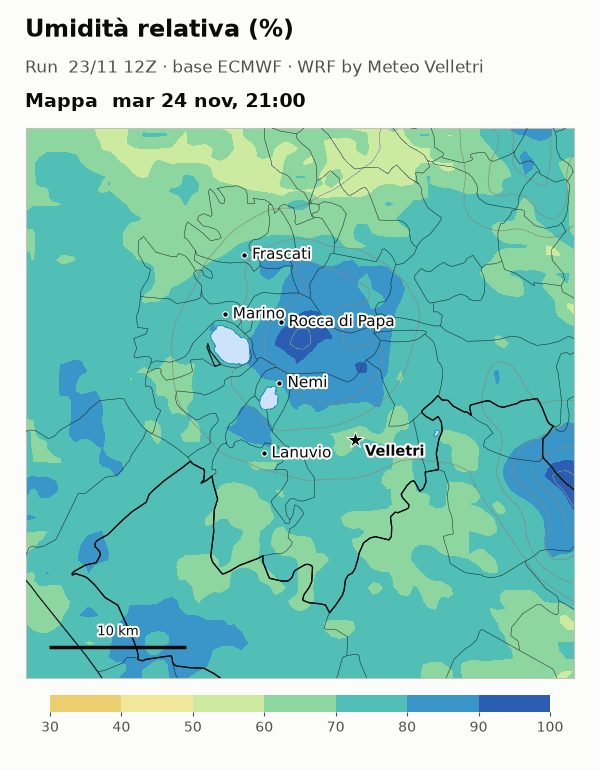 Umidità relativa (%)
Run  23/11 12Z · base ECMWF · WRF by Meteo Velletri
Mappa  mar 24 nov, 21:00
Frascati
Marino
Rocca di Papa
Nemi
Velletri
Lanuvio
10 km
30 40 50 60 70 80 90 100